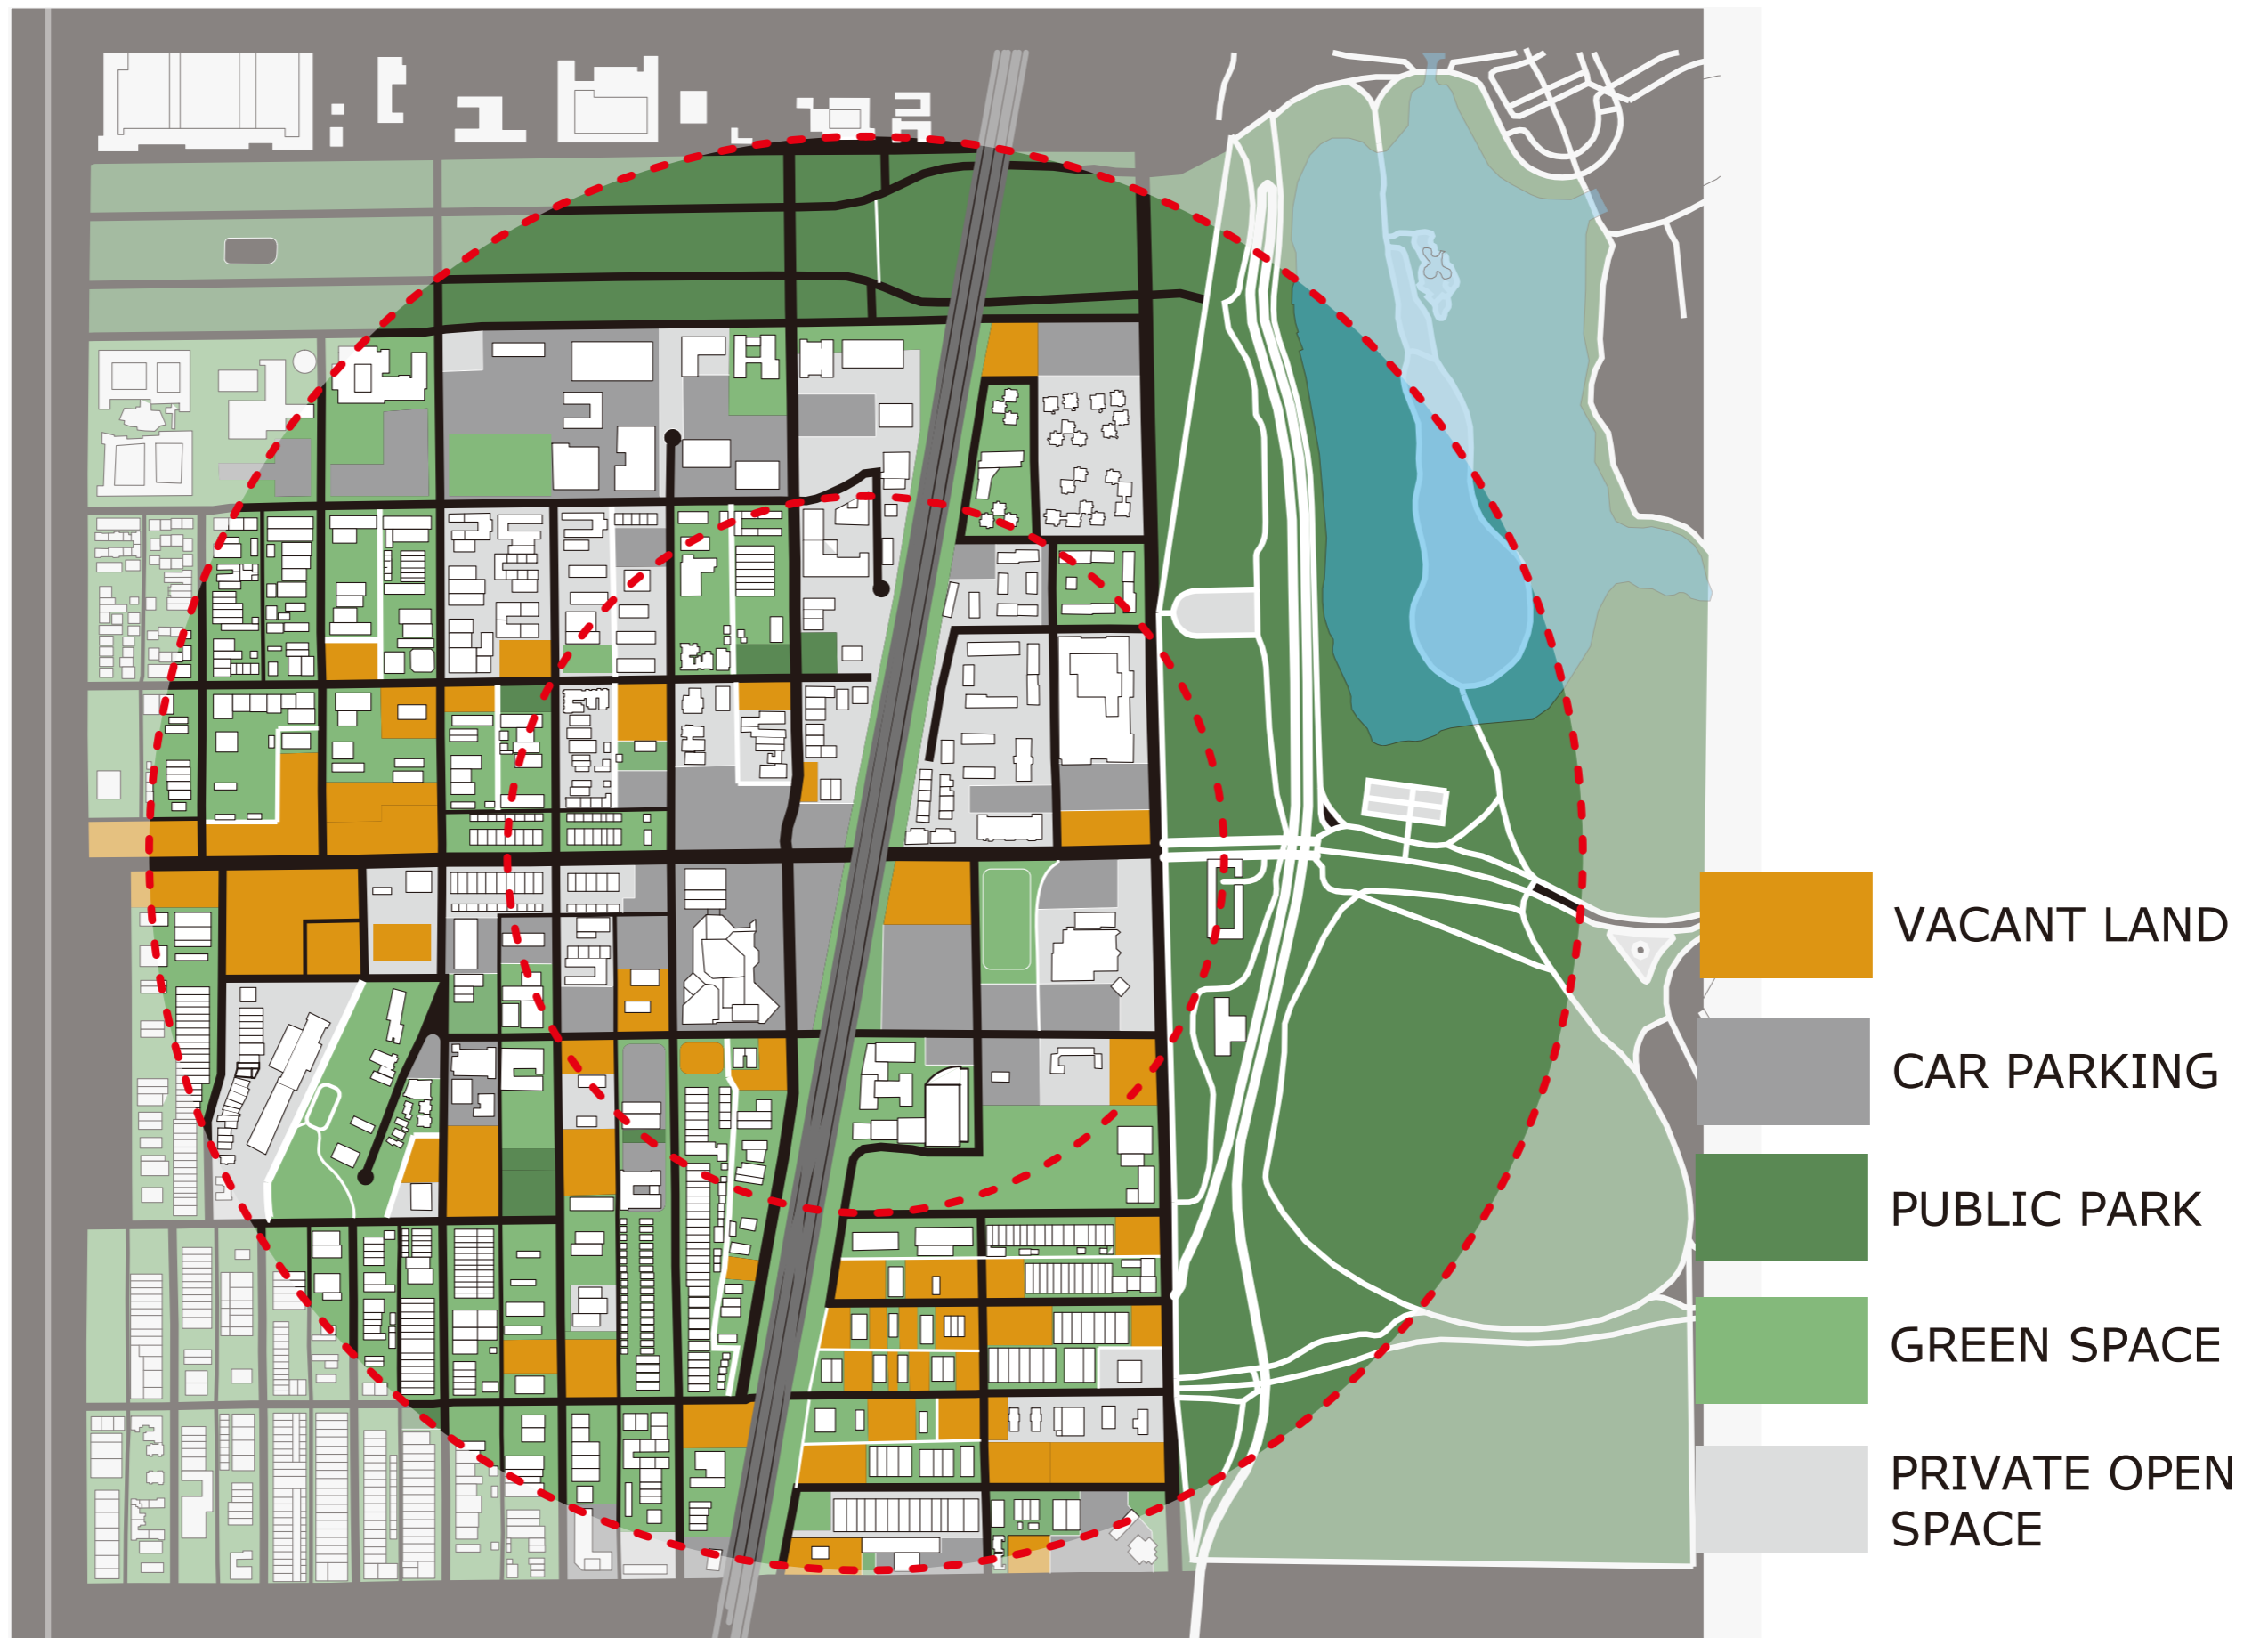 VACANT LAND
CAR PARKING
PUBLIC PARK
GREEN SPACE
PRIVATE OPEN
SPACE